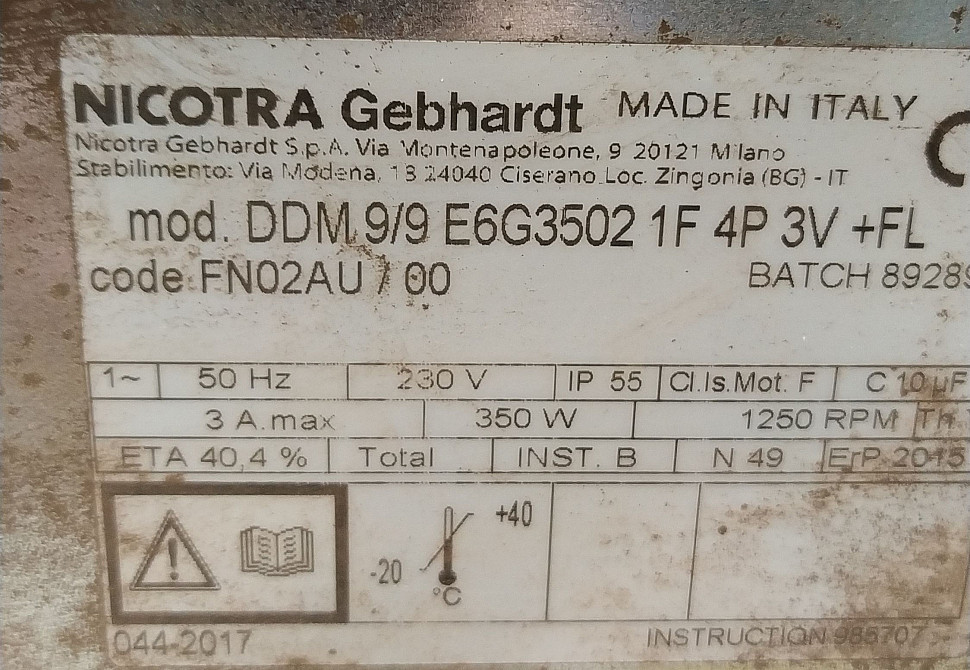 NICOTRA Gebhardt MADE IN ITALY
Nicotra Gebhardt S.p.A. Via Montenapoleone, 9 20121 Milano
Stabilimento: Via Modena, 13 24040 Ciserano Loc. Zingonia (BG) - IT
mod. DDM 9/9 E6G3502 1F 4P 3V +FL
code FN02AU / 00 BATCH 89289
1~ 50 Hz 230 V IP 55 Cl.Is.Mot. F C 10 µF
3 A.max 350 W 1250 RPM Th.
ETA 40,4 % Total INST. B N 49 ErP 2015
+40
-20
°C
044-2017 INSTRUCTION 985707